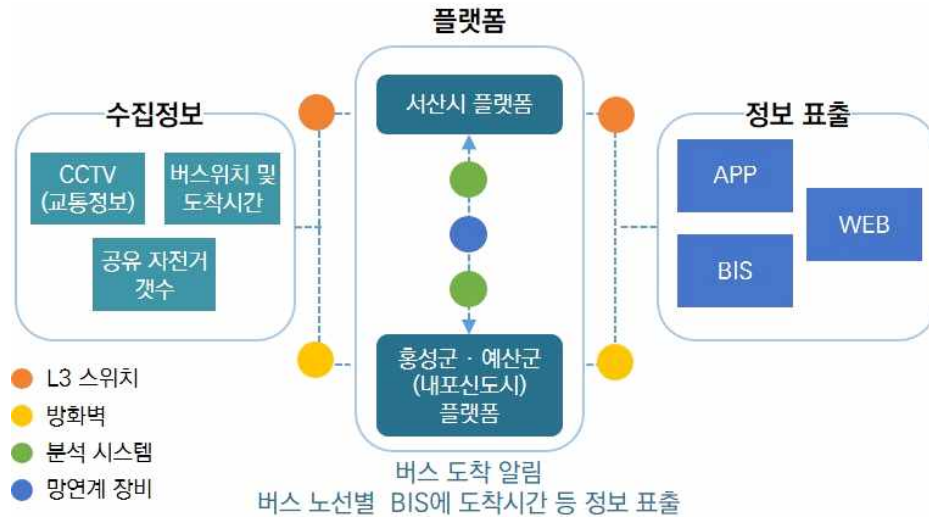 플랫폼
수집정보
CCTV
(교통정보)
버스위치 및
도착시간
공유 자전거
갯수
서산시 플랫폼
홍성군 · 예산군
(내포신도시)
플랫폼
정보 표출
APP
WEB
BIS
L3 스위치
방화벽
분석 시스템
망연계 장비
버스 도착 알림
버스 노선별 BIS에 도착시간 등 정보 표출